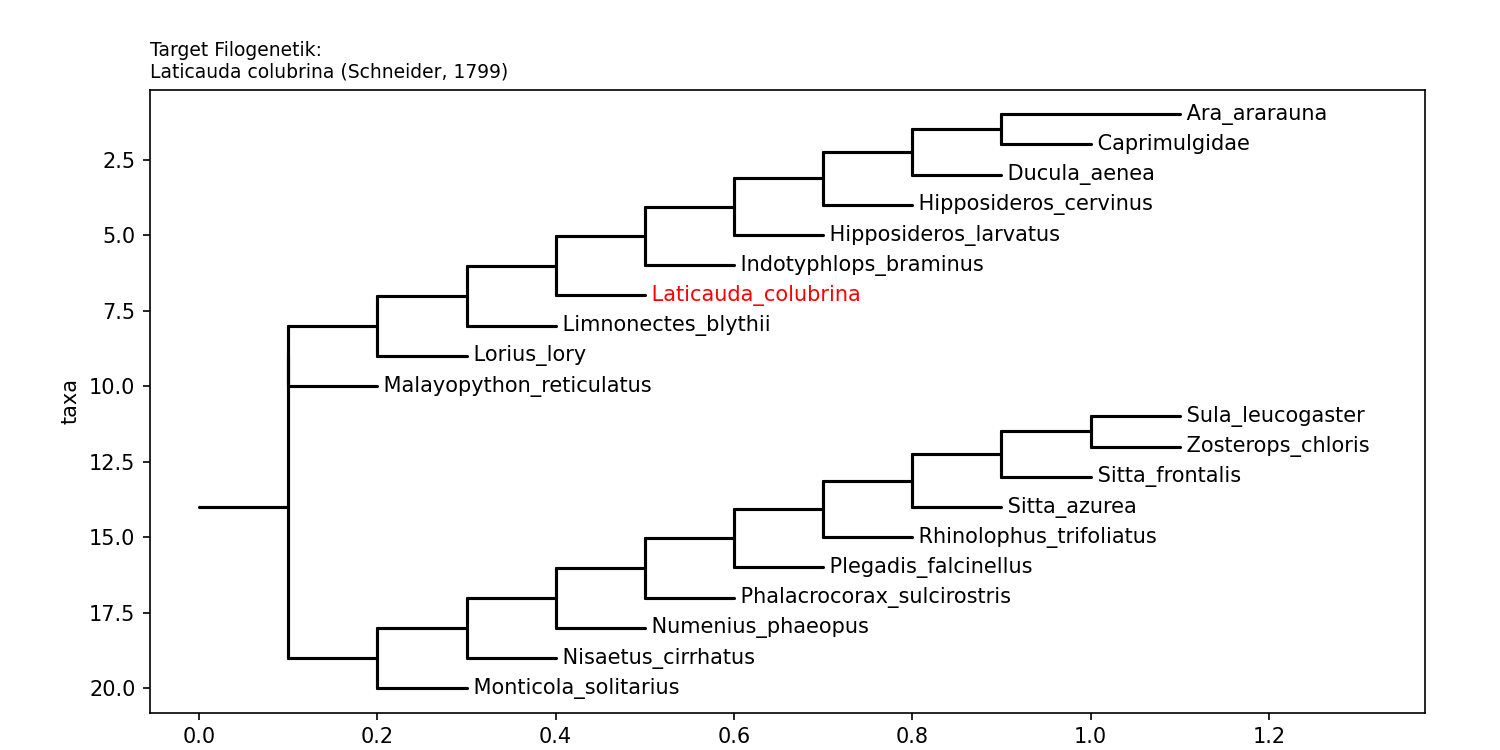 Target Filogenetik:
Laticauda colubrina (Schneider, 1799)
Ara_ararauna
Caprimulgidae
2.5
Ducula_aenea
Hipposideros_cervinus
5.0
Hipposideros_larvatus
Indotyphlops_braminus
Laticauda_colubrina
7.5
Limnonectes_blythii
Lorius_lory
10.0
Malayopython_reticulatus
taxa
Sula_leucogaster
Zosterops_chloris
12.5
Sitta_frontalis
Sitta_azurea
15.0
Rhinolophus_trifoliatus
Plegadis_falcinellus
Phalacrocorax_sulcirostris
17.5
Numenius_phaeopus
Nisaetus_cirrhatus
20.0
Monticola_solitarius
0.0 0.2 0.4 0.6 0.8 1.0 1.2